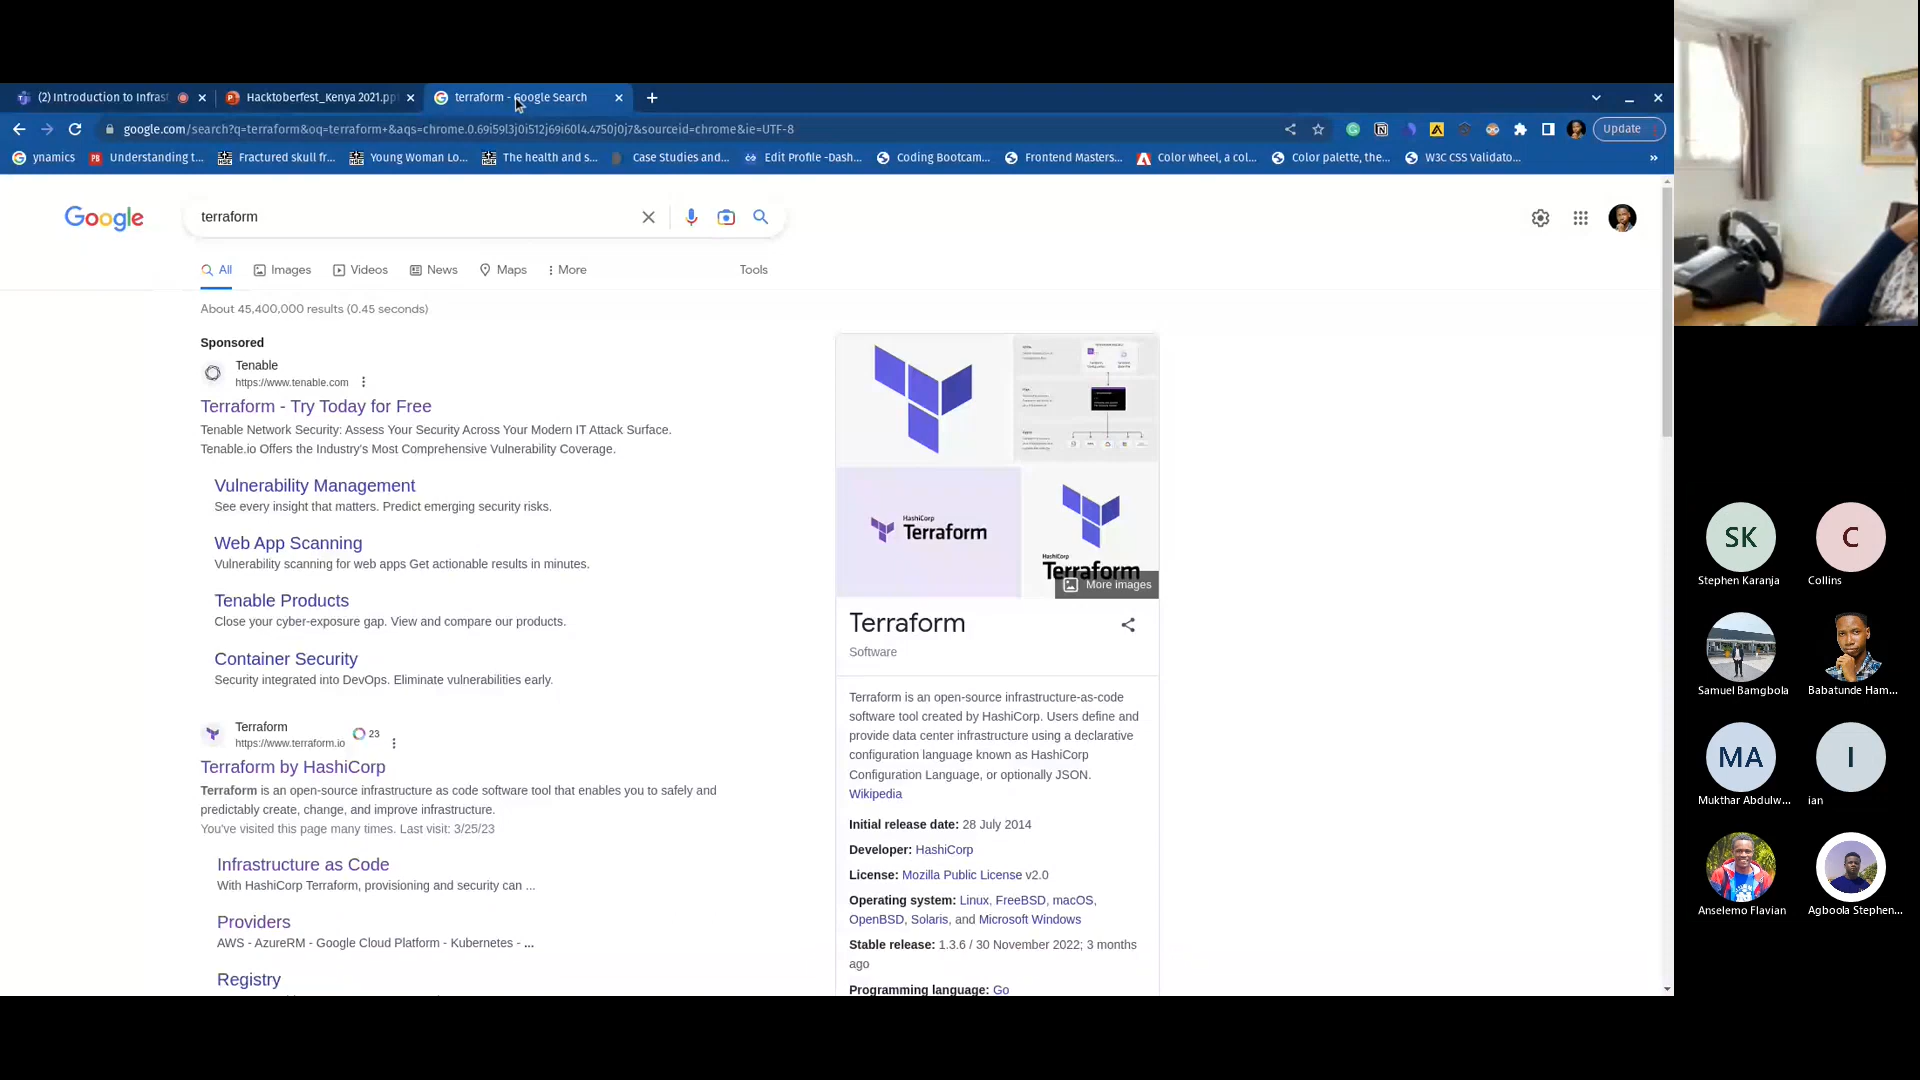 (2) Introduction to Infras
Hacktoberfest_Kenya 2021.pp
terraform - Google Search
google.com/search?q=terraform&oq=terraform+&aqs=chrome.0.69i59l3j0i512j69i60l4.4750j0j7&sourceid=chrome&ie=UTF-8
Update
ynamics
Understanding t...
Fractured skull fr...
Young Woman Lo...
The health and s...
Case Studies and...
Edit Profile -Dash...
Coding Bootcam...
Frontend Masters...
Color wheel, a col...
Color palette, the...
W3C CSS Validato...
Google
terraform
All
Images
Videos
News
Maps
More
Tools
About 45,400,000 results (0.45 seconds)
Sponsored
Tenable
https://www.tenable.com
Terraform - Try Today for Free
Tenable Network Security: Assess Your Security Across Your Modern IT Attack Surface.
Tenable.io Offers the Industry's Most Comprehensive Vulnerability Coverage.
Vulnerability Management
See every insight that matters. Predict emerging security risks.
Web App Scanning
Vulnerability scanning for web apps Get actionable results in minutes.
Tenable Products
Close your cyber-exposure gap. View and compare our products.
Container Security
Security integrated into DevOps. Eliminate vulnerabilities early.
Terraform
https://www.terraform.io
23
Terraform by HashiCorp
Terraform is an open-source infrastructure as code software tool that enables you to safely and
predictably create, change, and improve infrastructure.
You've visited this page many times. Last visit: 3/25/23
Infrastructure as Code
With HashiCorp Terraform, provisioning and security can ...
Providers
AWS - AzureRM - Google Cloud Platform - Kubernetes - ...
Registry
HashiCorp
Terraform
HashiCorp
Terraform
More images
Terraform
Software
Terraform is an open-source infrastructure-as-code
software tool created by HashiCorp. Users define and
provide data center infrastructure using a declarative
configuration language known as HashiCorp
Configuration Language, or optionally JSON.
Wikipedia
Initial release date: 28 July 2014
Developer: HashiCorp
License: Mozilla Public License v2.0
Operating system: Linux, FreeBSD, macOS,
OpenBSD, Solaris, and Microsoft Windows
Stable release: 1.3.6 / 30 November 2022; 3 months
ago
Programming language: Go
SK
Stephen Karanja
C
Collins
Samuel Bamgbola
Babatunde Ham...
MA
Mukthar Abdulw...
I
ian
Anselemo Flavian
Agboola Stephen...